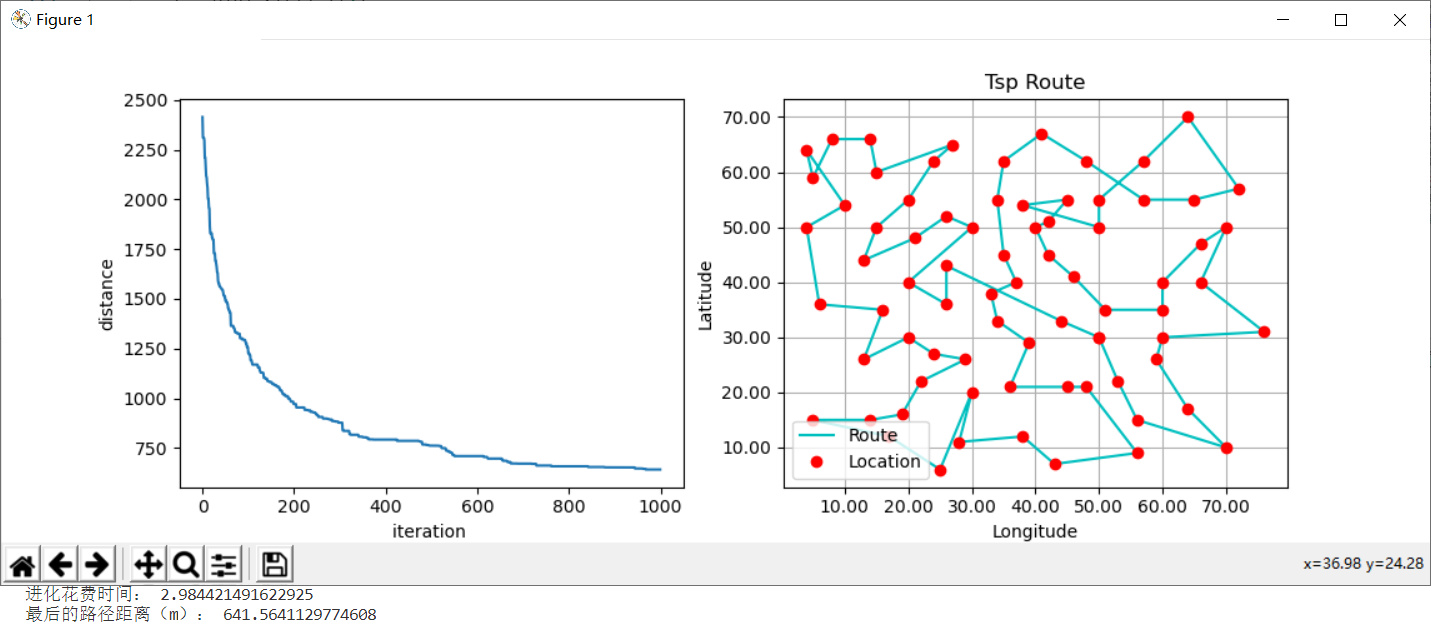 Figure 1
2500
2250
2000
1750
1500
1250
1000
750
distance
0
200
400
600
800
1000
iteration
Tsp Route
70.00
60.00
50.00
40.00
30.00
20.00
10.00
Latitude
Route
Location
10.00
20.00
30.00
40.00
50.00
60.00
70.00
Longitude
x=36.98 y=24.28
进化花费时间： 2.984421491622925
最后的路径距离（m）： 641.5641129774608